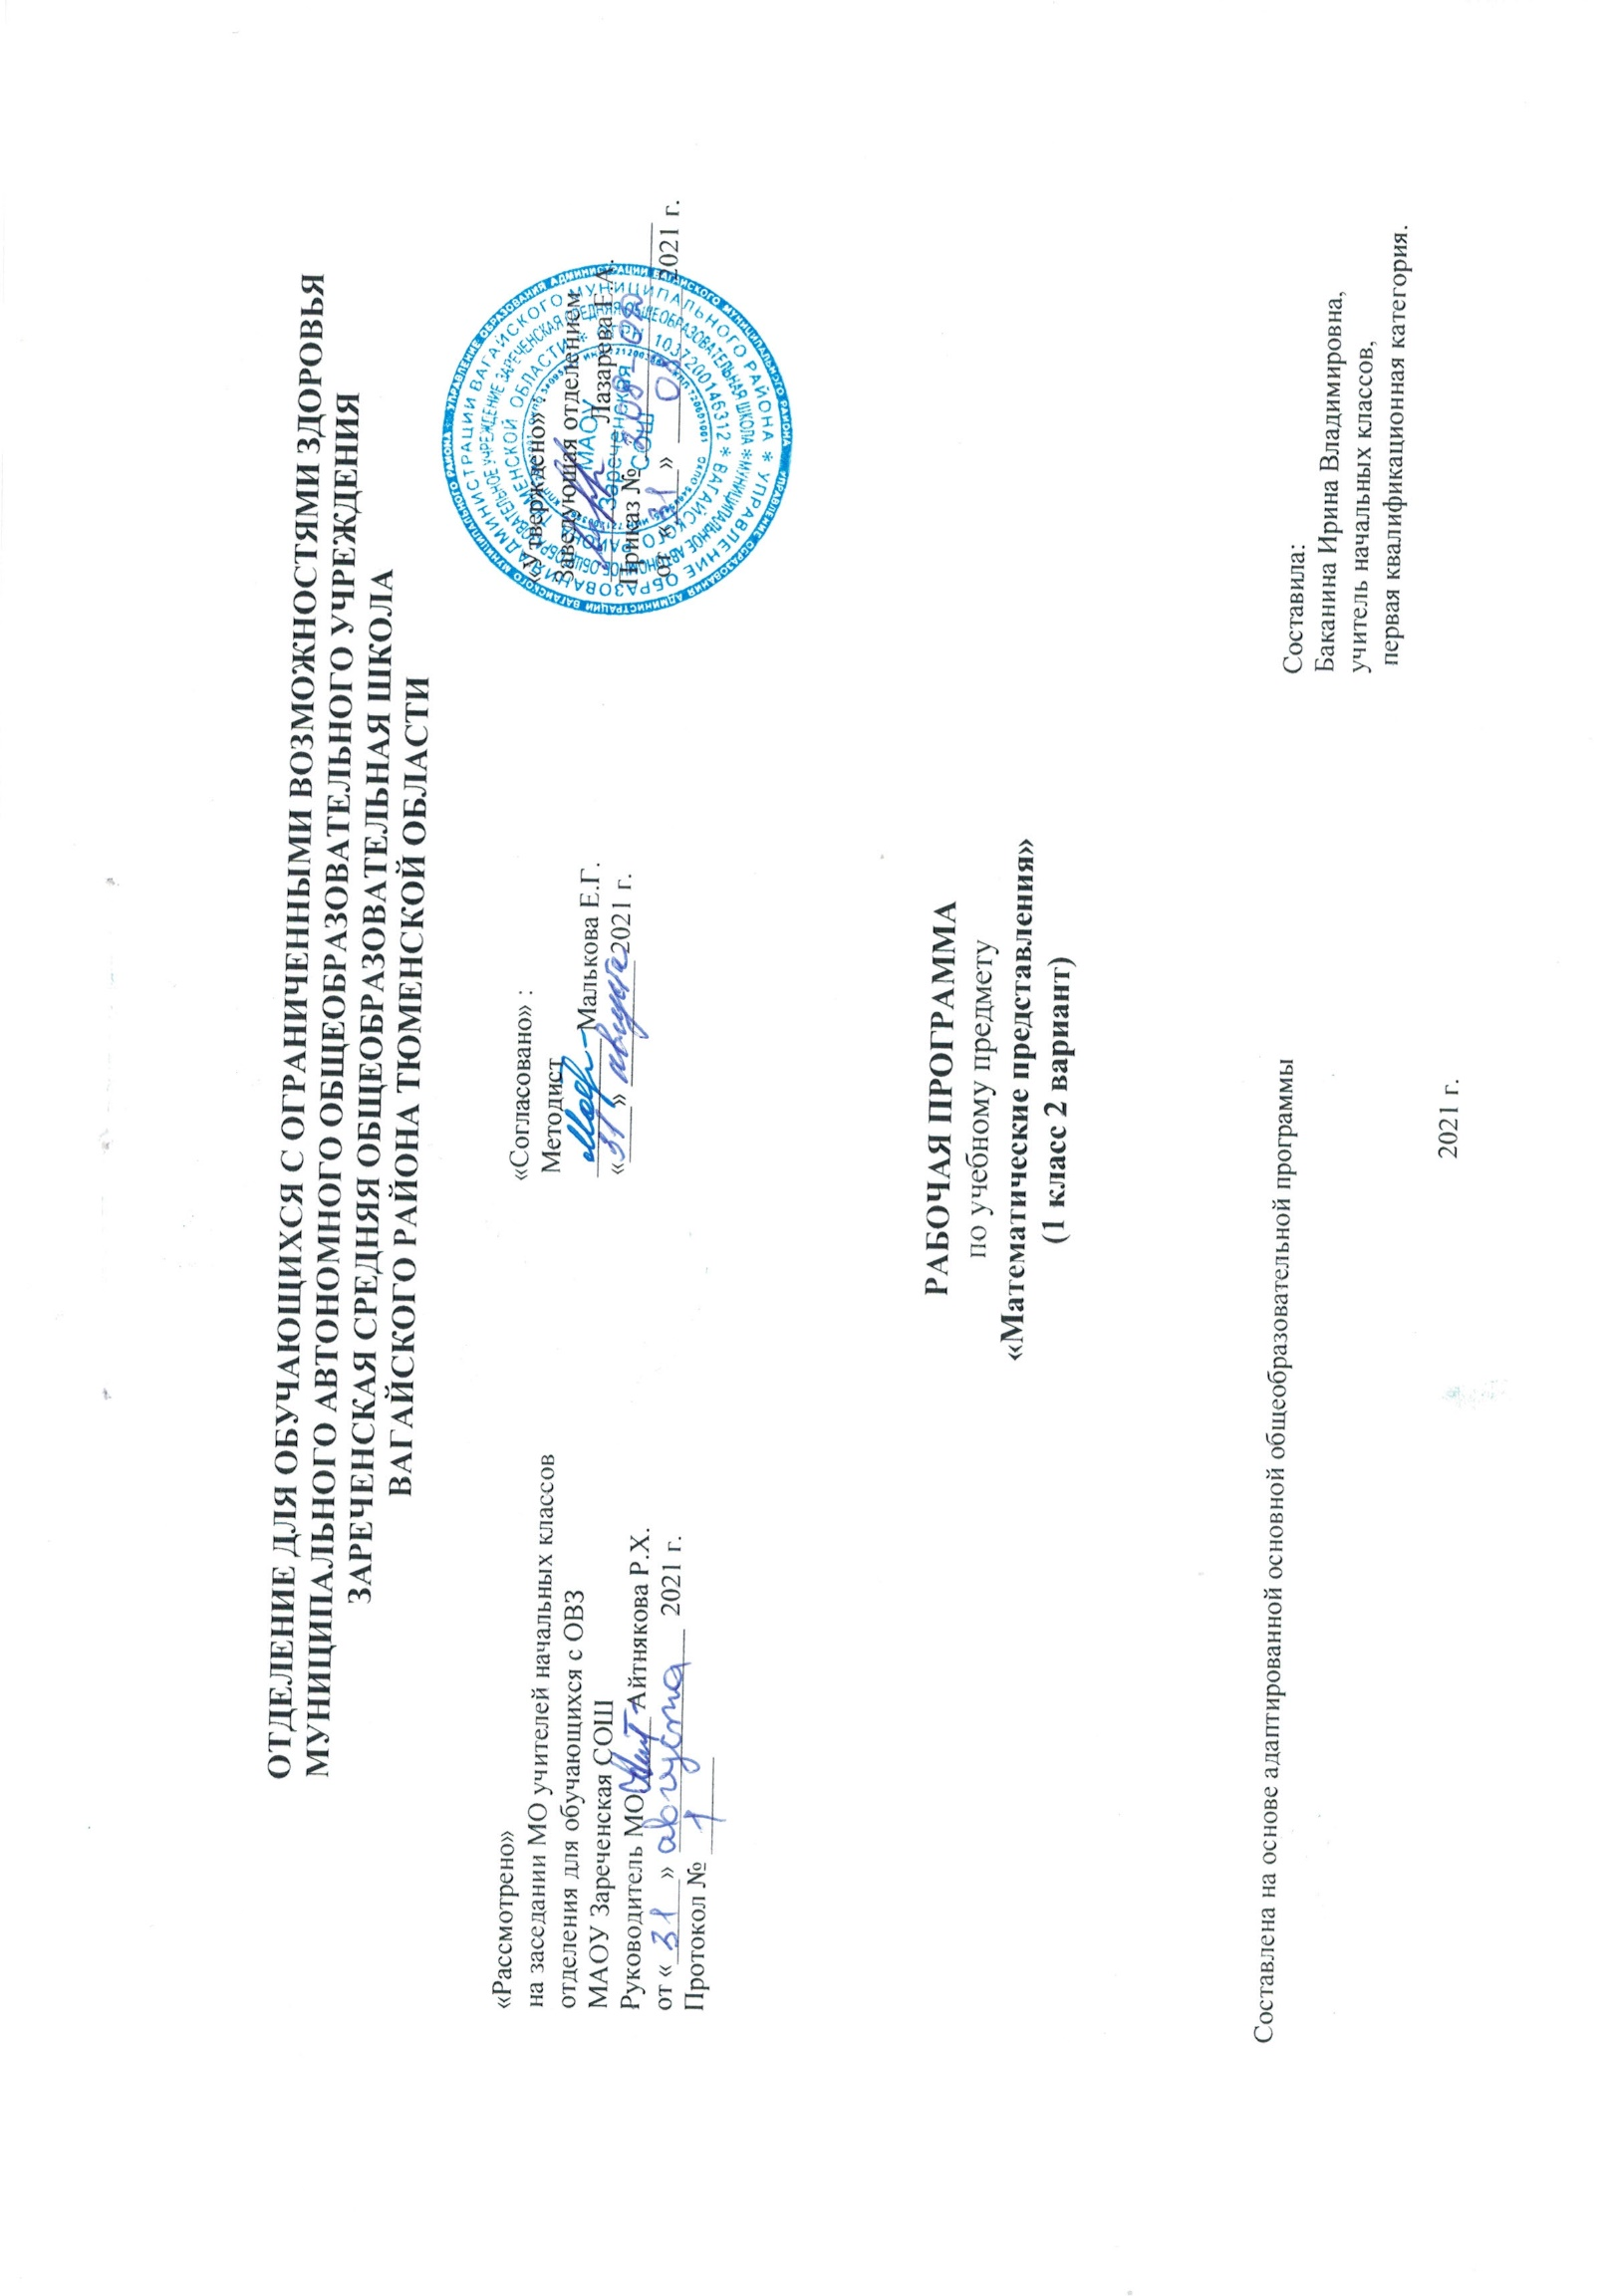 ОТДЕЛЕНИЕ ДЛЯ ОБУЧАЮЩИХСЯ С ОГРАНИЧЕННЫМИ ВОЗМОЖНОСТЯМИ ЗДОРОВЬЯ
МУНИЦИПАЛЬНОГО АВТОНОМНОГО ОБЩЕОБРАЗОВАТЕЛЬНОГО УЧРЕЖДЕНИЯ
ЗАРЕЧЕНСКАЯ СРЕДНЯЯ ОБЩЕОБРАЗОВАТЕЛЬНАЯ ШКОЛА
ВАГАЙСКОГО РАЙОНА ТЮМЕНСКОЙ ОБЛАСТИ
«Рассмотрено»
на заседании МО учителей начальных классов
отделения для обучающихся с ОВЗ
МАОУ Зареченская СОШ
Руководитель МО Айтнякова Р.Х.
от « 31 » августа 2021 г.
Протокол № 1
«Согласовано» :
Методист
Малькова Е.Г.
«31» августа 2021 г.
«Утверждено» :
Заведующая отделением
Лазарева Е.А.
Приказ №
от « 31 » 08 2021 г.
МАОУ
Зареченская
СОШ
РАБОЧАЯ ПРОГРАММА
по учебному предмету
«Математические представления»
(1 класс 2 вариант)
Составлена на основе адаптированной основной общеобразовательной программы
Составила:
Баканина Ирина Владимировна,
учитель начальных классов,
первая квалификационная категория.
2021 г.